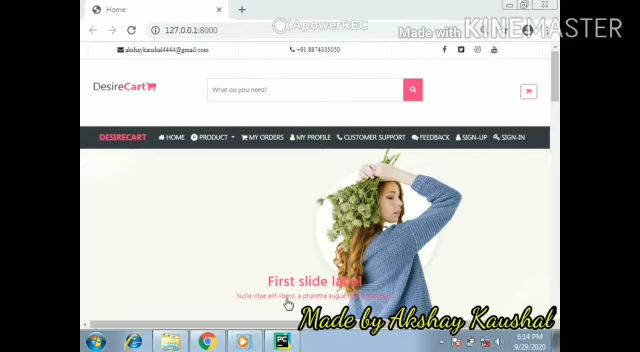 Home
127.0.0.1:8000
ApowerREC
Made with KINEMASTER
akshaykaushal4444@gmail.com
+91 8874335050
DesireCart
What do you need?
DESIRECART HOME PRODUCT MY ORDERS MY PROFILE CUSTOMER SUPPORT FEEDBACK SIGN-UP SIGN-IN
First slide label
Nulla vitae elit libero, a pharetra augue
Made by Akshay Kaushal
PC
6:14 PM
9/29/2020